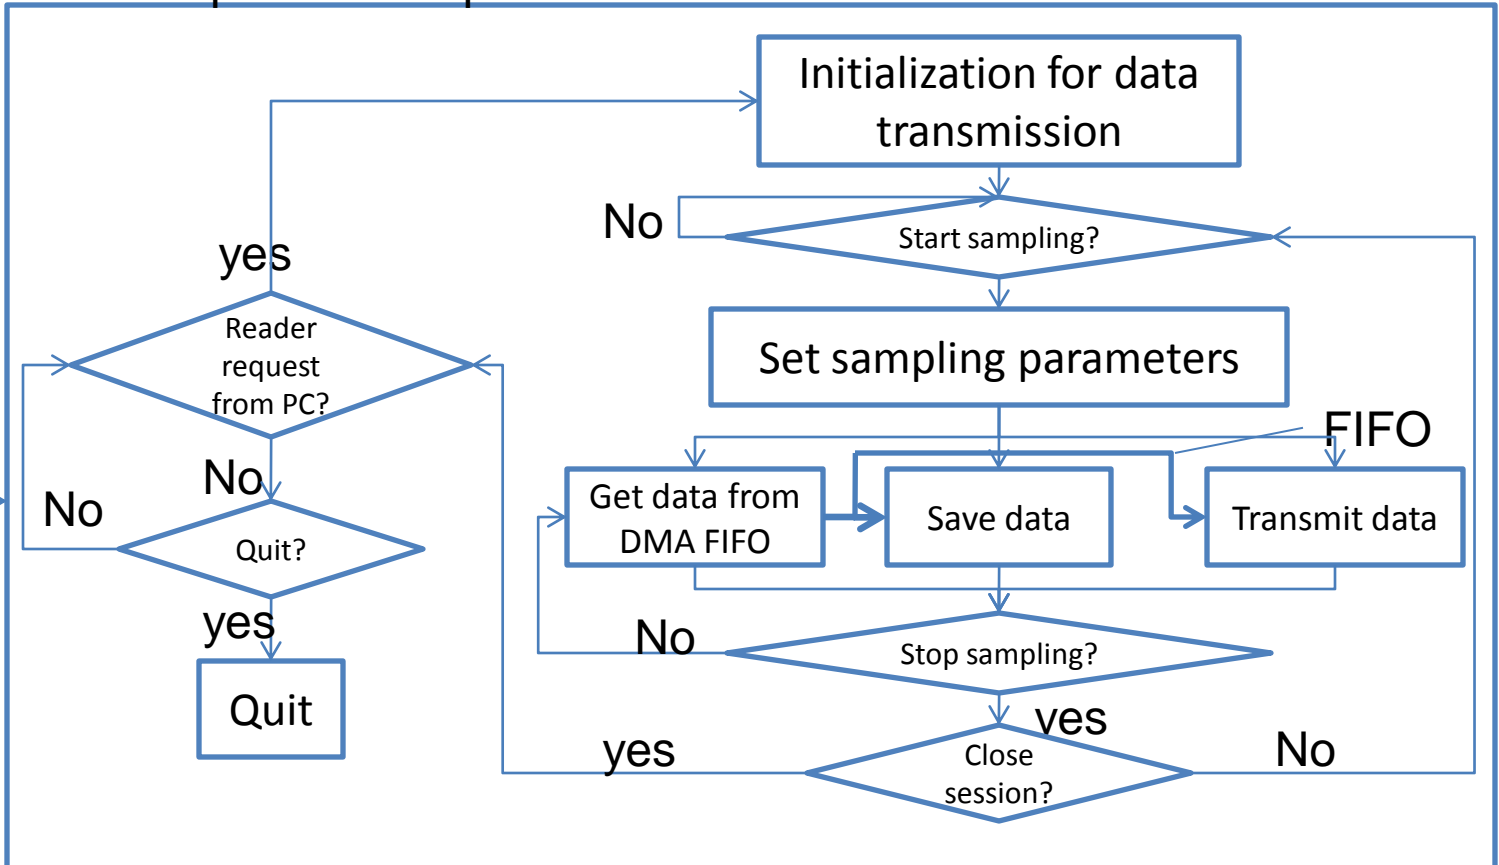 Initialization for data
transmission
No
Start sampling?
yes
Reader
request
from PC?
Set sampling parameters
FIFO
No
No
Get data from
DMA FIFO
Save data
Transmit data
Quit?
yes
No
Stop sampling?
Quit
yes
yes
No
Close
session?